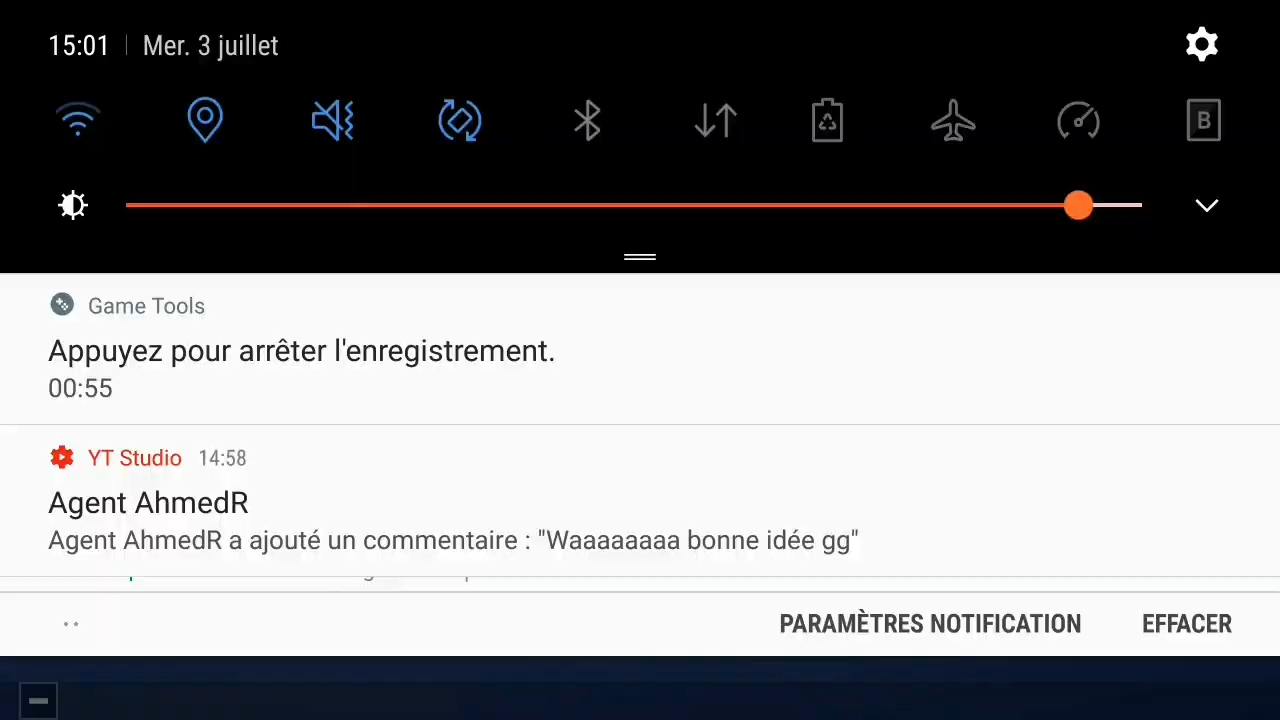 15:01 | Mer. 3 juillet
B
Game Tools
Appuyez pour arrêter l'enregistrement.
00:55
YT Studio 14:58
Agent AhmedR
Agent AhmedR a ajouté un commentaire : "Waaaaaaaa bonne idée gg"
PARAMÈTRES NOTIFICATION EFFACER